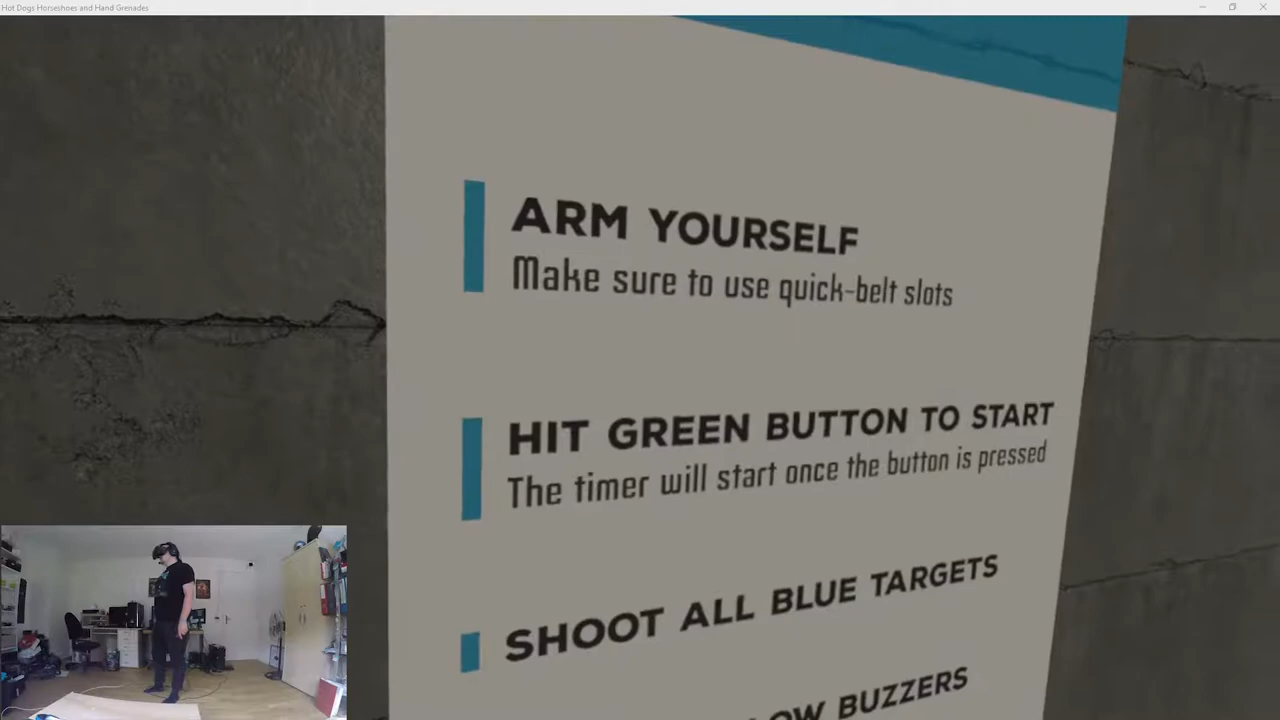 Hot Dogs Horseshoes and Hand Grenades
ARM YOURSELF
Make sure to use quick-belt slots
HIT GREEN BUTTON TO START
The timer will start once the button is pressed
SHOOT ALL BLUE TARGETS
BUZZERS